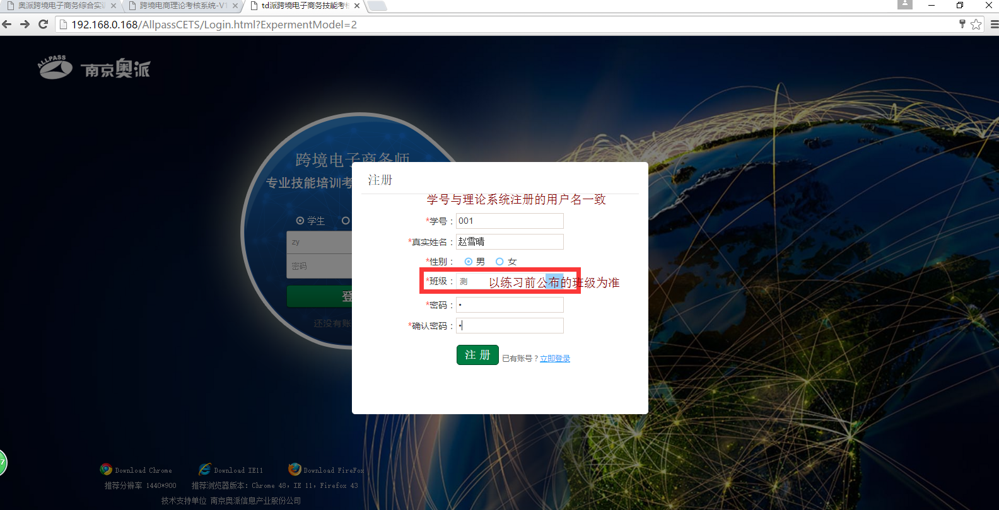 奥派跨境电子商务综合实
跨境电商理论考核系统-V1
td派跨境电子商务技能考
192.168.0.168/AllpassCETS/Login.html?ExpermentModel=2
ALLPASS
南京奥派
跨境电子商务师
专业技能培训考
学生
zy
密码
登
还没有账
注册
学号与理论系统注册的用户名一致
*学号： 001
*真实姓名： 赵雪晴
*性别： 男 女
*班级： 测 以练习前公布的班级为准
*密码： •
*确认密码： •
注 册 已有账号？立即登录
7
Download Chrome Download IE11 Download FireFox
推荐分辨率 1440*900 推荐浏览器版本：Chrome 48，IE 11，Firefox 43
技术支持单位 南京奥派信息产业股份公司